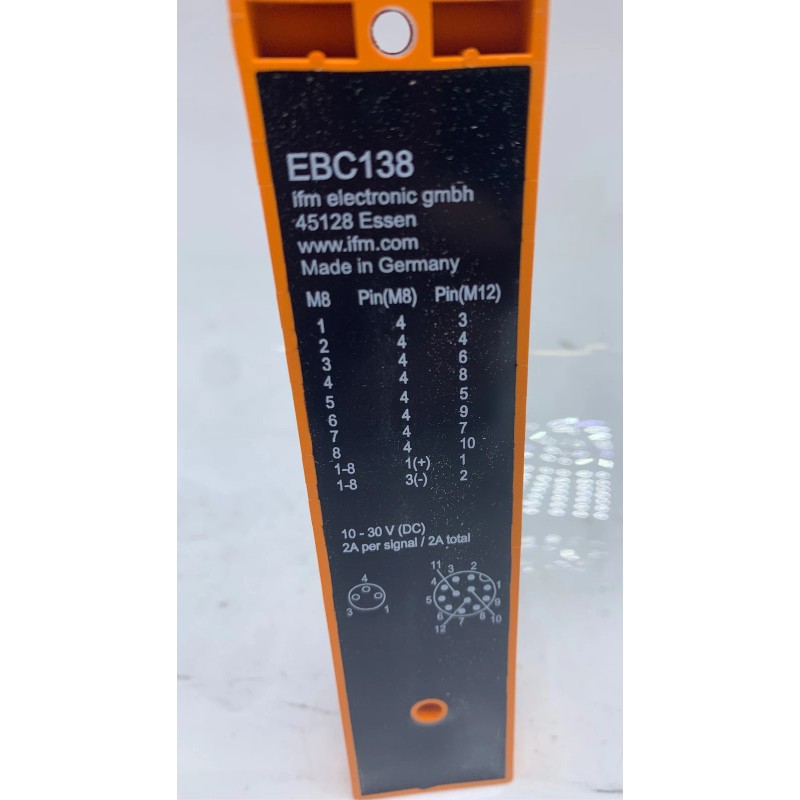 EBC138
ifm electronic gmbh
45128 Essen
www.ifm.com
Made in Germany
M8 Pin(M8) Pin(M12)
1 4 3
2 4 4
3 4 6
4 4 8
5 4 5
6 4 9
7 4 7
8 4 10
1-8 1(+) 1
1-8 3(-) 2
10 - 30 V (DC)
2A per signal / 2A total
4
3 1
11 3 2
4 1
5 9
6 7 8 10
12